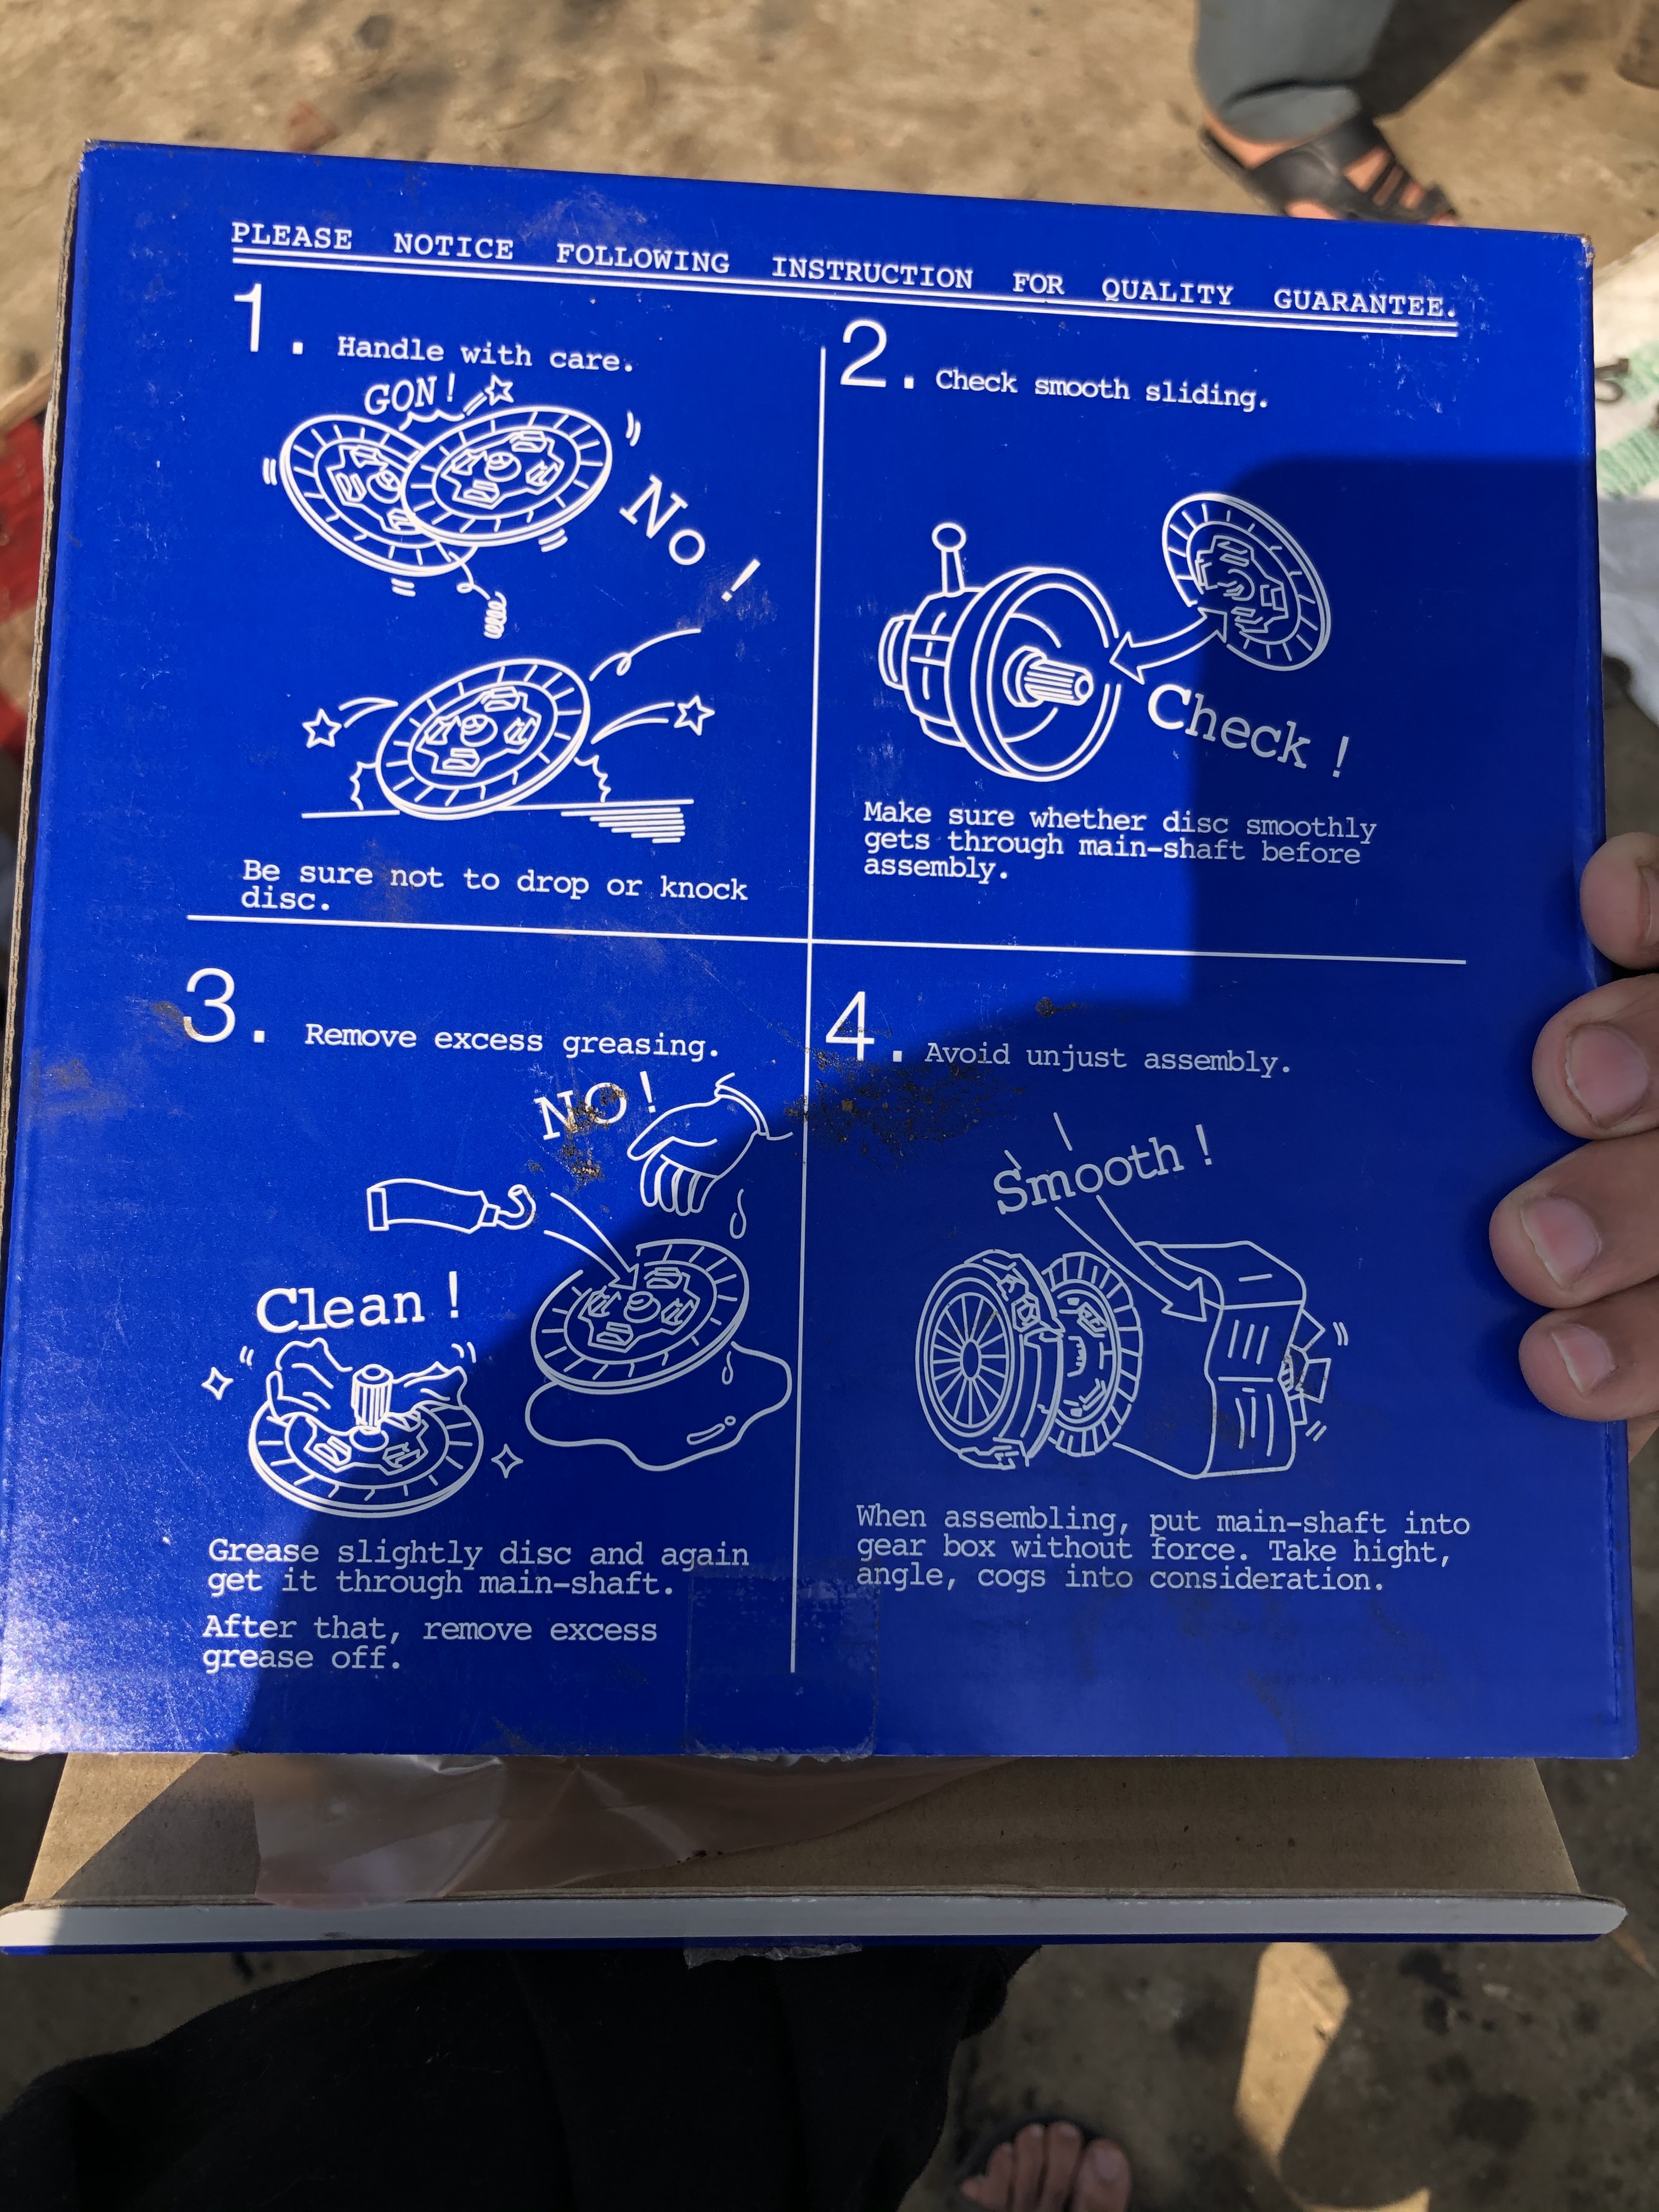 PLEASE NOTICE FOLLOWING INSTRUCTION FOR QUALITY GUARANTEE.
1. Handle with care.
GON!
No!
Be sure not to drop or knock
disc.
2. Check smooth sliding.
Check!
Make sure whether disc smoothly
gets through main-shaft before
assembly.
3. Remove excess greasing.
NO!
Clean!
Grease slightly disc and again
get it through main-shaft.
After that, remove excess
grease off.
4. Avoid unjust assembly.
Smooth!
When assembling, put main-shaft into
gear box without force. Take hight,
angle, cogs into consideration.